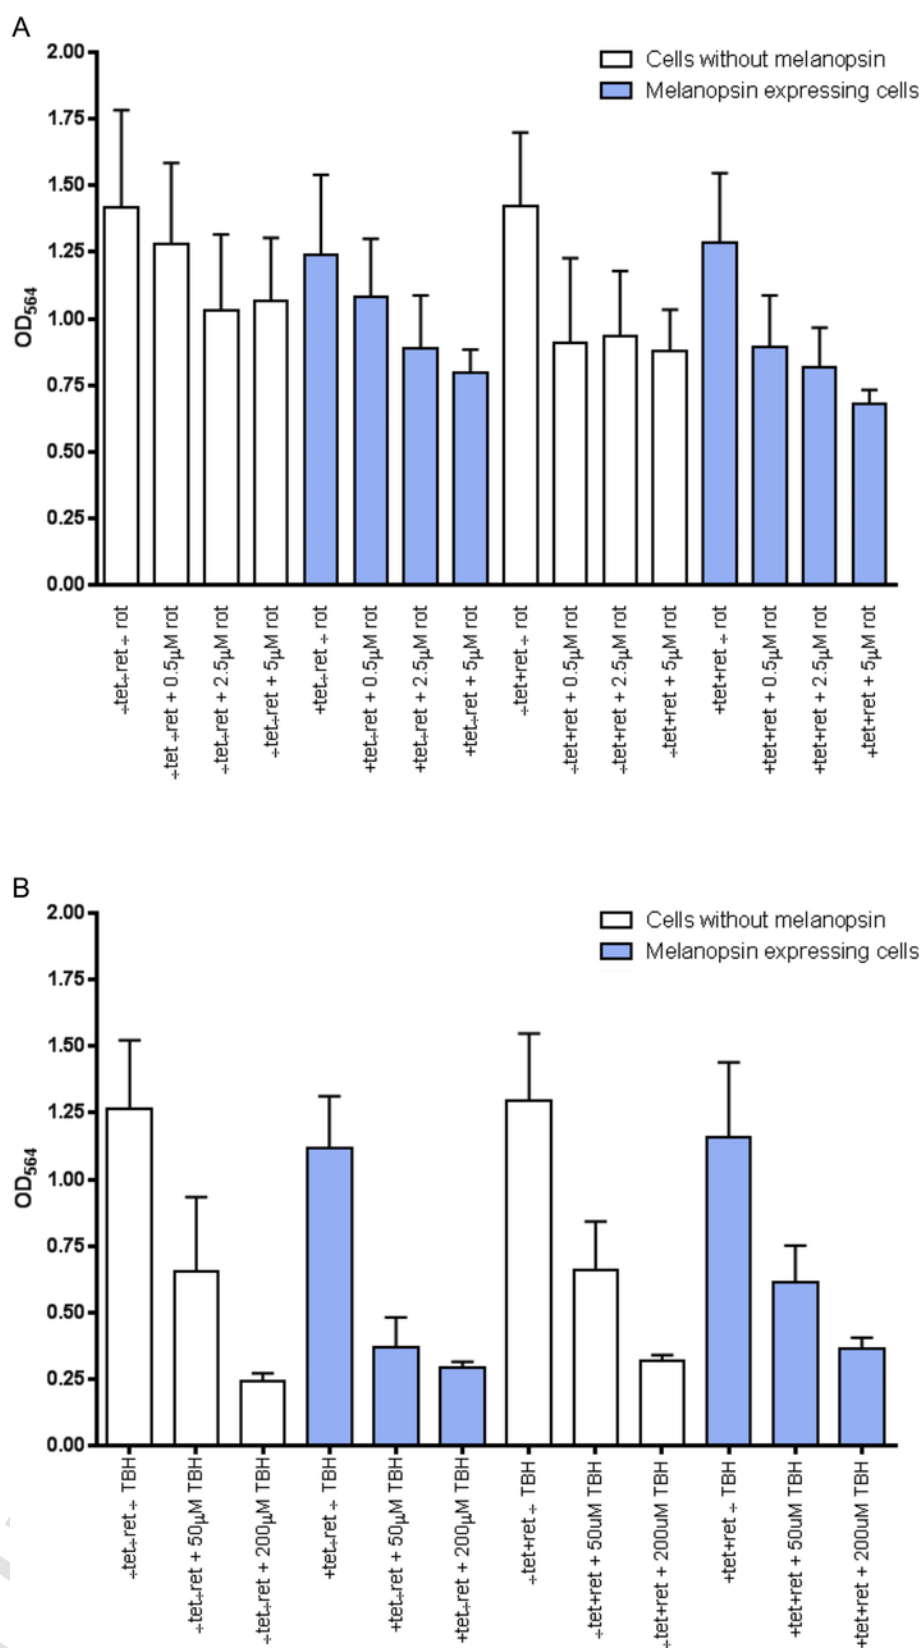 A
2.00
1.75
1.50
1.25
1.00
0.75
0.50
0.25
0.00
OD564
Cells without melanopsin
Melanopsin expressing cells
÷tet÷ret ÷ rot
÷tet ÷ret + 0.5µM rot
÷tet÷ret + 2.5µM rot
÷tet÷ret + 5µM rot
+tet÷ret ÷ rot
+tet÷ret + 0.5µM rot
+tet÷ret + 2.5µM rot
+tet÷ret + 5µM rot
÷tet+ret ÷ rot
÷tet+ret + 0.5µM rot
÷tet+ret + 2.5µM rot
÷tet+ret + 5µM rot
+tet+ret ÷ rot
+tet+ret + 0.5µM rot
+tet+ret + 2.5µM rot
+tet+ret + 5µM rot
B
2.00
1.75
1.50
1.25
1.00
0.75
0.50
0.25
0.00
OD564
Cells without melanopsin
Melanopsin expressing cells
÷tet÷ret ÷ TBH
÷tet÷ret + 50µM TBH
÷tet÷ret + 200µM TBH
+tet÷ret ÷ TBH
+tet÷ret + 50µM TBH
+tet÷ret + 200µM TBH
÷tet+ret ÷ TBH
÷tet+ret + 50uM TBH
÷tet+ret + 200uM TBH
+tet+ret ÷ TBH
+tet+ret + 50uM TBH
+tet+ret + 200uM TBH